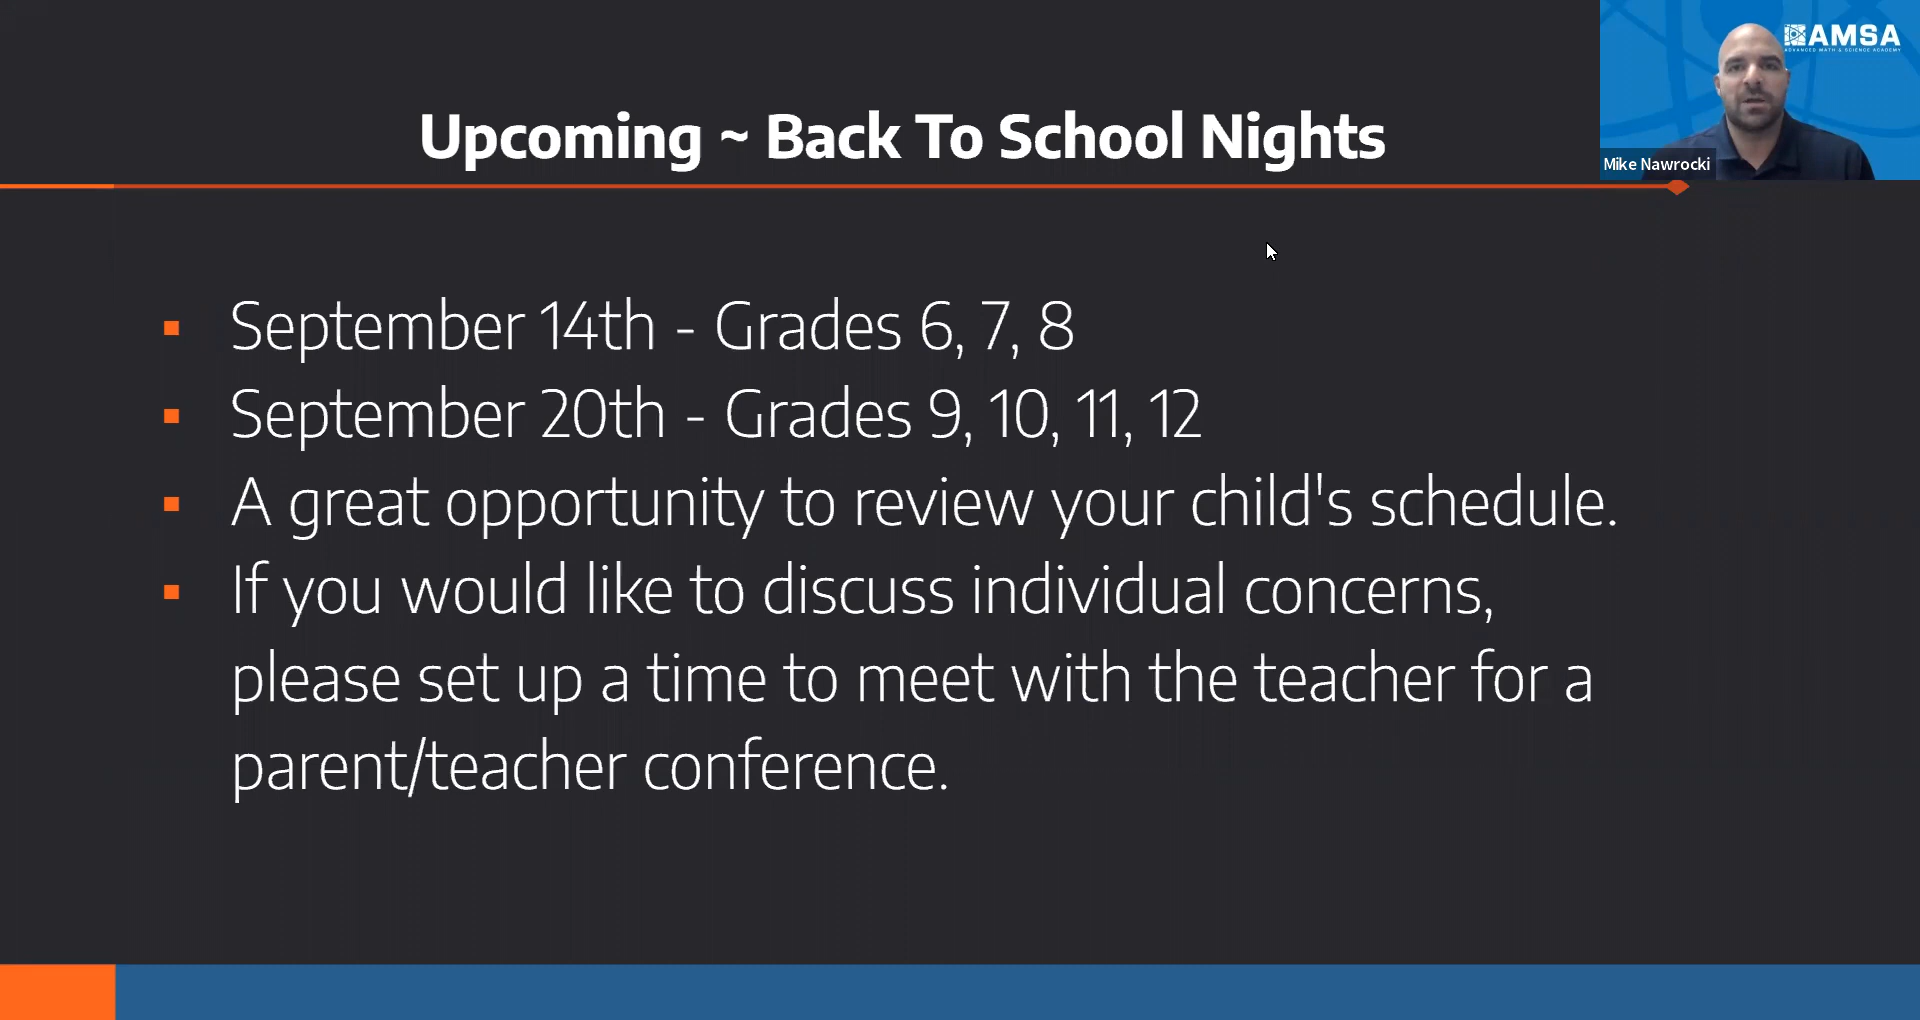 AMSA
ADVANCED MATH & SCIENCE ACADEMY
Mike Nawrocki
Upcoming ~ Back To School Nights
September 14th - Grades 6, 7, 8
September 20th - Grades 9, 10, 11, 12
A great opportunity to review your child's schedule.
If you would like to discuss individual concerns,
please set up a time to meet with the teacher for a
parent/teacher conference.